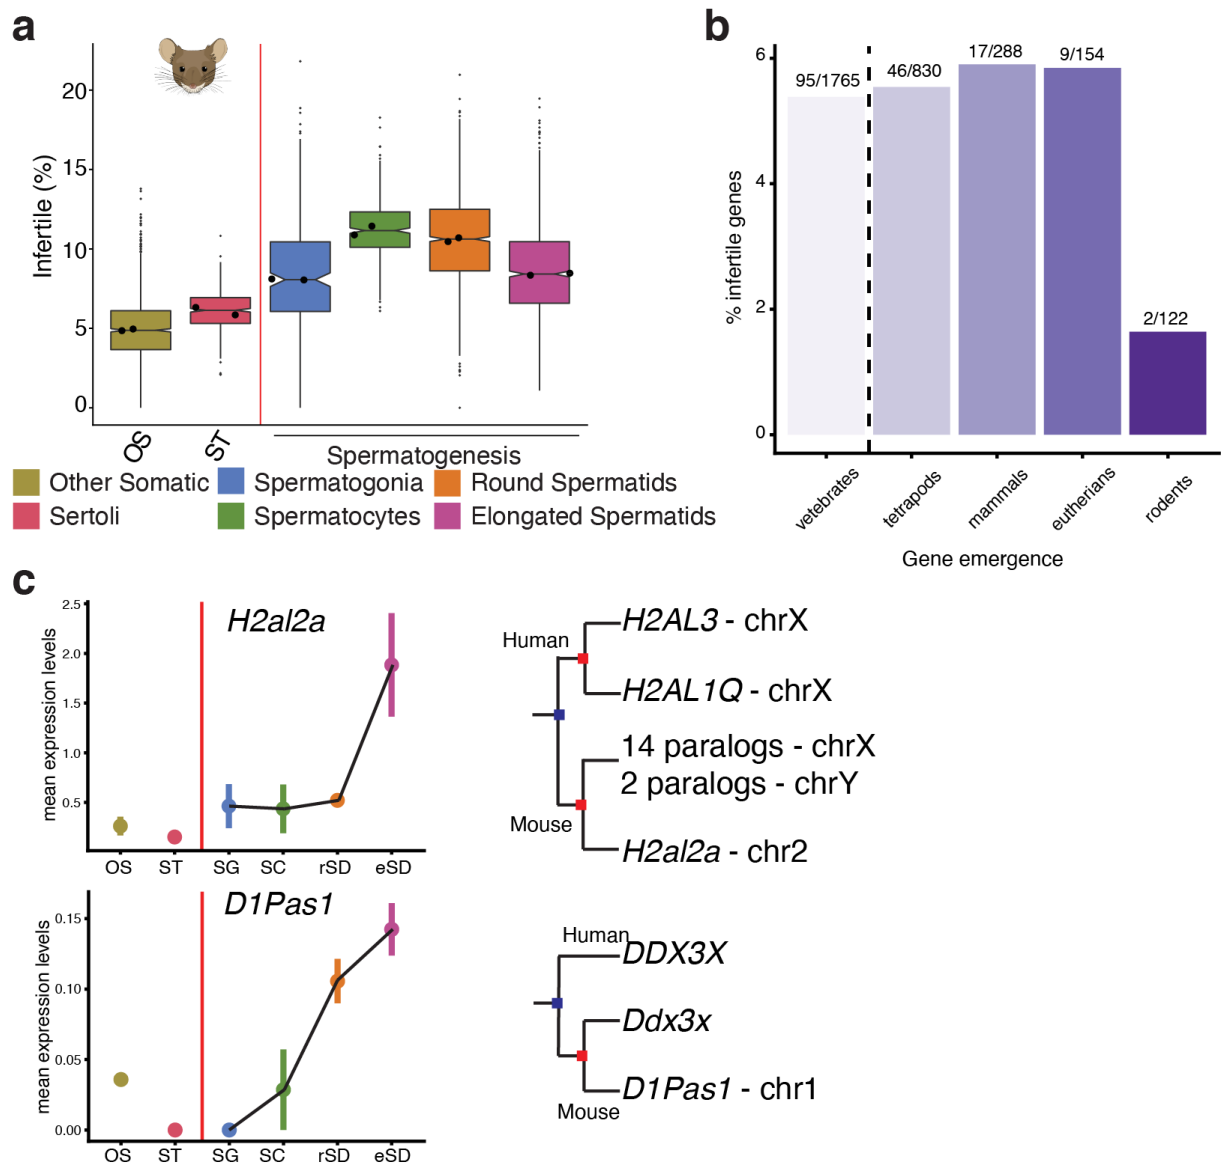 a
Infertile (%)
20
15
10
5
0
OS
ST
Spermatogenesis
Other Somatic
Spermatogonia
Round Spermatids
Sertoli
Spermatocytes
Elongated Spermatids
b
% infertile genes
6
4
2
0
95/1765
46/830
17/288
9/154
2/122
vetebrates
tetrapods
mammals
eutherians
rodents
Gene emergence
c
mean expression levels
2.5
2.0
1.5
1.0
0.5
H2al2a
OS
ST
SG
SC
rSD
eSD
Human
H2AL3 - chrX
H2AL1Q - chrX
14 paralogs - chrX
2 paralogs - chrY
Mouse
H2al2a - chr2
mean expression levels
0.15
0.10
0.05
0.00
D1Pas1
OS
ST
SG
SC
rSD
eSD
Human
DDX3X
Ddx3x
D1Pas1 - chr1
Mouse